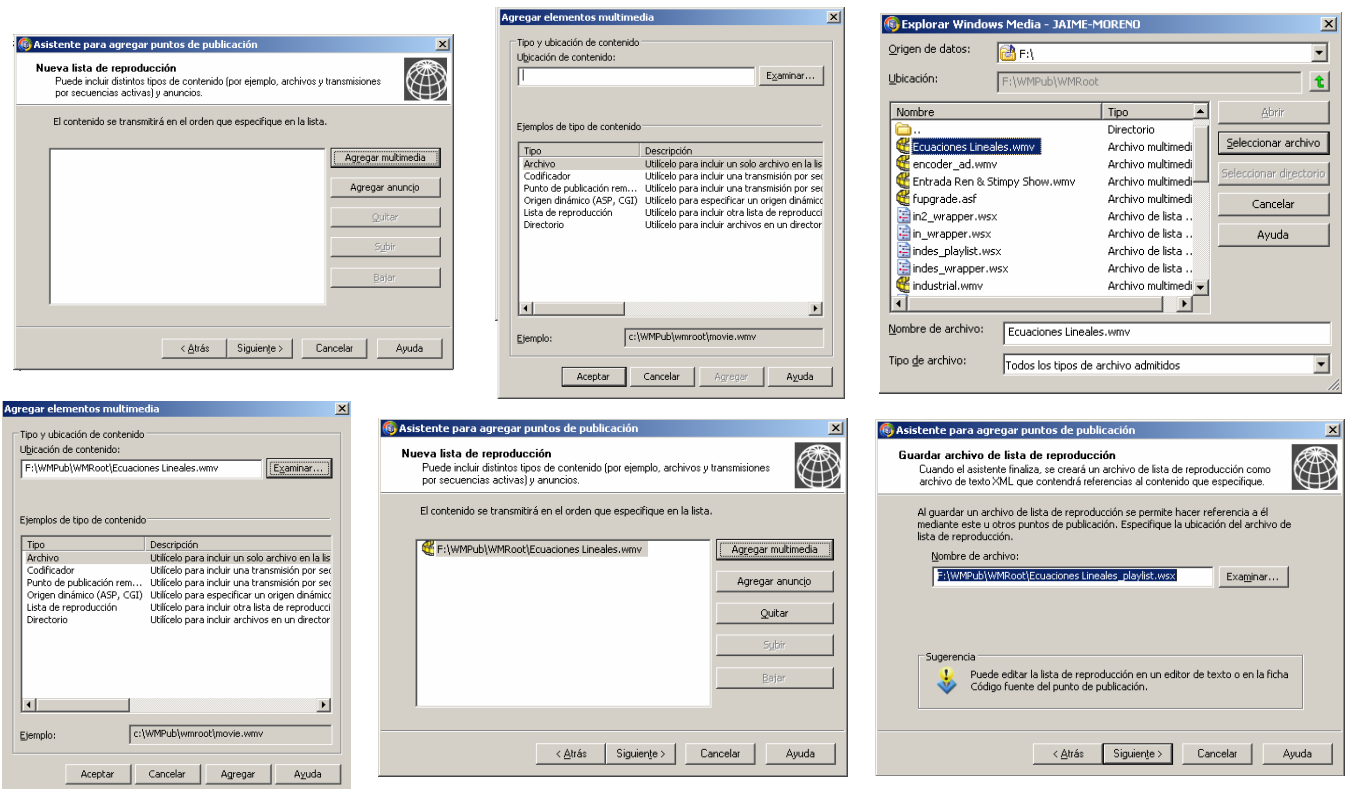 Asistente para agregar puntos de publicación
Nueva lista de reproducción
Puede incluir distintos tipos de contenido (por ejemplo, archivos y transmisiones
por secuencias activas) y anuncios.
El contenido se transmitirá en el orden que especifique en la lista.
Agregar multimedia
Agregar anuncio
Quitar
Subir
Bajar
< Atrás
Siguiente >
Cancelar
Ayuda
Agregar elementos multimedia
Tipo y ubicación de contenido
Ubicación de contenido:
Examinar...
Ejemplos de tipo de contenido
Tipo Descripción
Archivo Utilícelo para incluir un solo archivo en la lis
Codificador Utilícelo para incluir una transmisión por sec
Punto de publicación rem... Utilícelo para incluir una transmisión por sec
Origen dinámico (ASP, CGI) Utilícelo para especificar un origen dinámico
Lista de reproducción Utilícelo para incluir otra lista de reproducci
Directorio Utilícelo para incluir archivos en un director
Ejemplo: c:\WMPub\wmroot\movie.wmv
Aceptar
Cancelar
Agregar
Ayuda
Explorar Windows Media - JAIME-MORENO
Origen de datos: F:\
Ubicación: F:\WMPub\WMRoot
Nombre Tipo
.. Directorio
Ecuaciones Lineales.wmv Archivo multimedi
encoder_ad.wmv Archivo multimedi
Entrada Ren & Stimpy Show.wmv Archivo multimedi
fupgrade.asf Archivo multimedi
in2_wrapper.wsx Archivo de lista ..
in_wrapper.wsx Archivo de lista ..
indes_playlist.wsx Archivo de lista ..
indes_wrapper.wsx Archivo de lista ..
industrial.wmv Archivo multimedi
Abrir
Seleccionar archivo
Seleccionar directorio
Cancelar
Ayuda
Nombre de archivo: Ecuaciones Lineales.wmv
Tipo de archivo: Todos los tipos de archivo admitidos
Agregar elementos multimedia
Tipo y ubicación de contenido
Ubicación de contenido:
F:\WMPub\WMRoot\Ecuaciones Lineales.wmv
Examinar...
Ejemplos de tipo de contenido
Tipo Descripción
Archivo Utilícelo para incluir un solo archivo en la lis
Codificador Utilícelo para incluir una transmisión por sec
Punto de publicación rem... Utilícelo para incluir una transmisión por sec
Origen dinámico (ASP, CGI) Utilícelo para especificar un origen dinámico
Lista de reproducción Utilícelo para incluir otra lista de reproducci
Directorio Utilícelo para incluir archivos en un director
Ejemplo: c:\WMPub\wmroot\movie.wmv
Aceptar
Cancelar
Agregar
Ayuda
Asistente para agregar puntos de publicación
Nueva lista de reproducción
Puede incluir distintos tipos de contenido (por ejemplo, archivos y transmisiones
por secuencias activas) y anuncios.
El contenido se transmitirá en el orden que especifique en la lista.
F:\WMPub\WMRoot\Ecuaciones Lineales.wmv
Agregar multimedia
Agregar anuncio
Quitar
Subir
Bajar
< Atrás
Siguiente >
Cancelar
Ayuda
Asistente para agregar puntos de publicación
Guardar archivo de lista de reproducción
Cuando el asistente finaliza, se creará un archivo de lista de reproducción como
archivo de texto XML que contendrá referencias al contenido que especifique.
Al guardar un archivo de lista de reproducción se permite hacer referencia a él
mediante este u otros puntos de publicación. Especifique la ubicación del archivo de
lista de reproducción.
Nombre de archivo:
F:\WMPub\WMRoot\Ecuaciones Lineales_playlist.wsx
Examinar...
Sugerencia
Puede editar la lista de reproducción en un editor de texto o en la ficha
Código fuente del punto de publicación.
< Atrás
Siguiente >
Cancelar
Ayuda